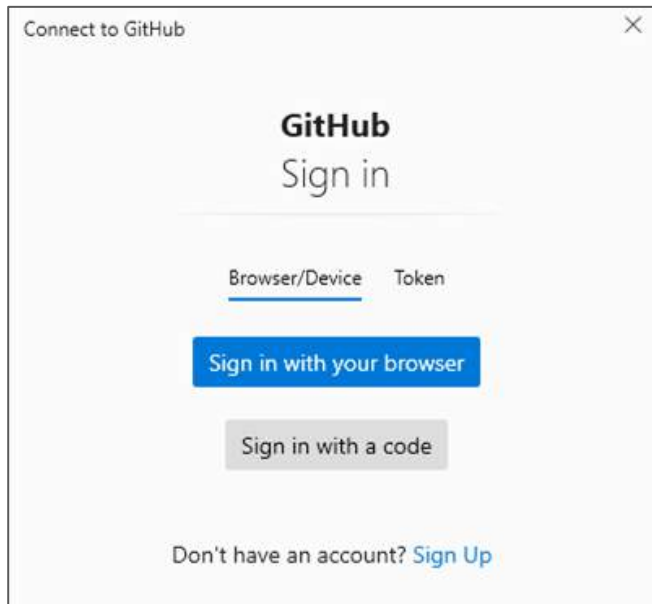 Connect to GitHub
GitHub
Sign in
Browser/Device Token
Sign in with your browser
Sign in with a code
Don't have an account? Sign Up